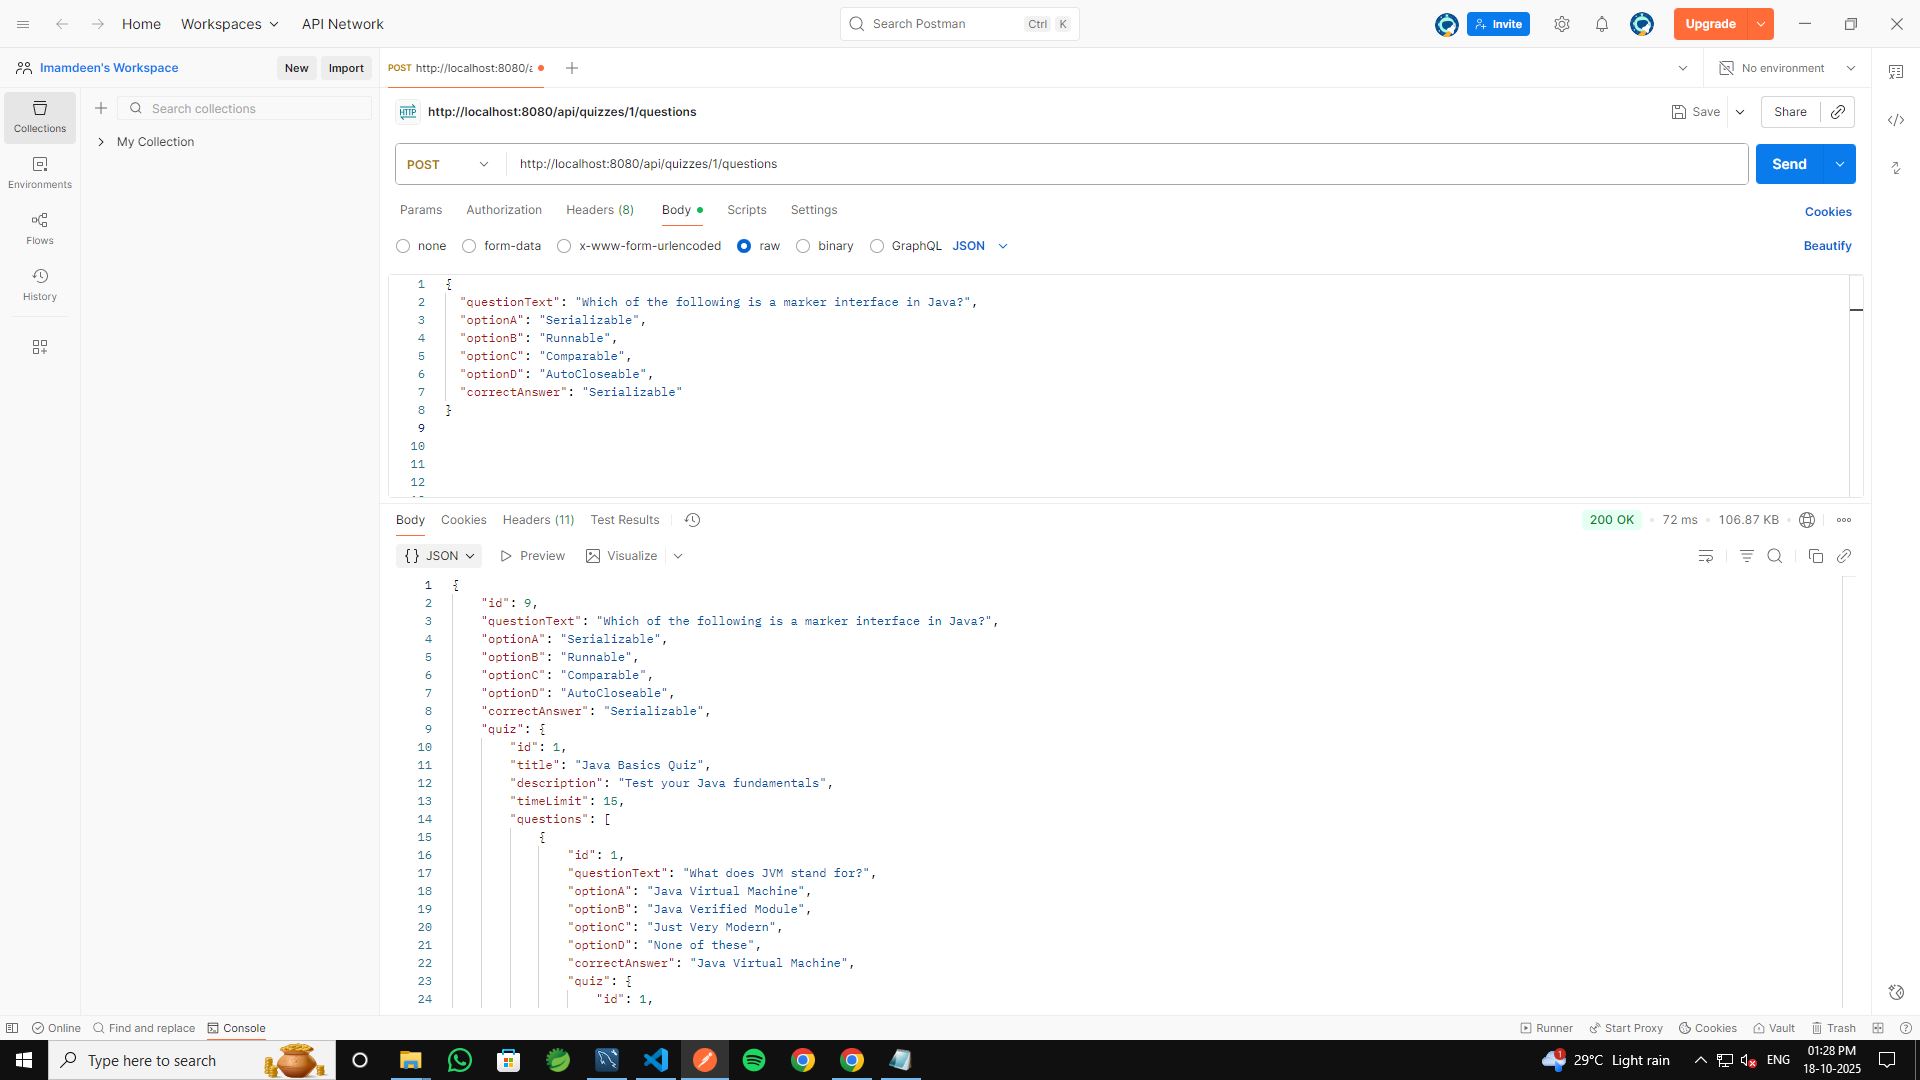 Home Workspaces API Network Search Postman Ctrl K Invite Upgrade
Imamdeen's Workspace New Import POST http://localhost:8080/a No environment
Collections
Environments
Flows
History
Search collections
My Collection
HTTP http://localhost:8080/api/quizzes/1/questions Save Share
POST http://localhost:8080/api/quizzes/1/questions Send
Params Authorization Headers (8) Body Scripts Settings Cookies
none form-data x-www-form-urlencoded raw binary GraphQL JSON Beautify
1 {
2 "questionText": "Which of the following is a marker interface in Java?",
3 "optionA": "Serializable",
4 "optionB": "Runnable",
5 "optionC": "Comparable",
6 "optionD": "AutoCloseable",
7 "correctAnswer": "Serializable"
8 }
9
10
11
12
Body Cookies Headers (11) Test Results 200 OK 72 ms 106.87 KB
{} JSON Preview Visualize
1 {
2 "id": 9,
3 "questionText": "Which of the following is a marker interface in Java?",
4 "optionA": "Serializable",
5 "optionB": "Runnable",
6 "optionC": "Comparable",
7 "optionD": "AutoCloseable",
8 "correctAnswer": "Serializable",
9 "quiz": {
10 "id": 1,
11 "title": "Java Basics Quiz",
12 "description": "Test your Java fundamentals",
13 "timeLimit": 15,
14 "questions": [
15 {
16 "id": 1,
17 "questionText": "What does JVM stand for?",
18 "optionA": "Java Virtual Machine",
19 "optionB": "Java Verified Module",
20 "optionC": "Just Very Modern",
21 "optionD": "None of these",
22 "correctAnswer": "Java Virtual Machine",
23 "quiz": {
24 "id": 1,
Online Find and replace Console Runner Start Proxy Cookies Vault Trash
Type here to search 1 29°C Light rain ENG 01:28 PM
18-10-2025